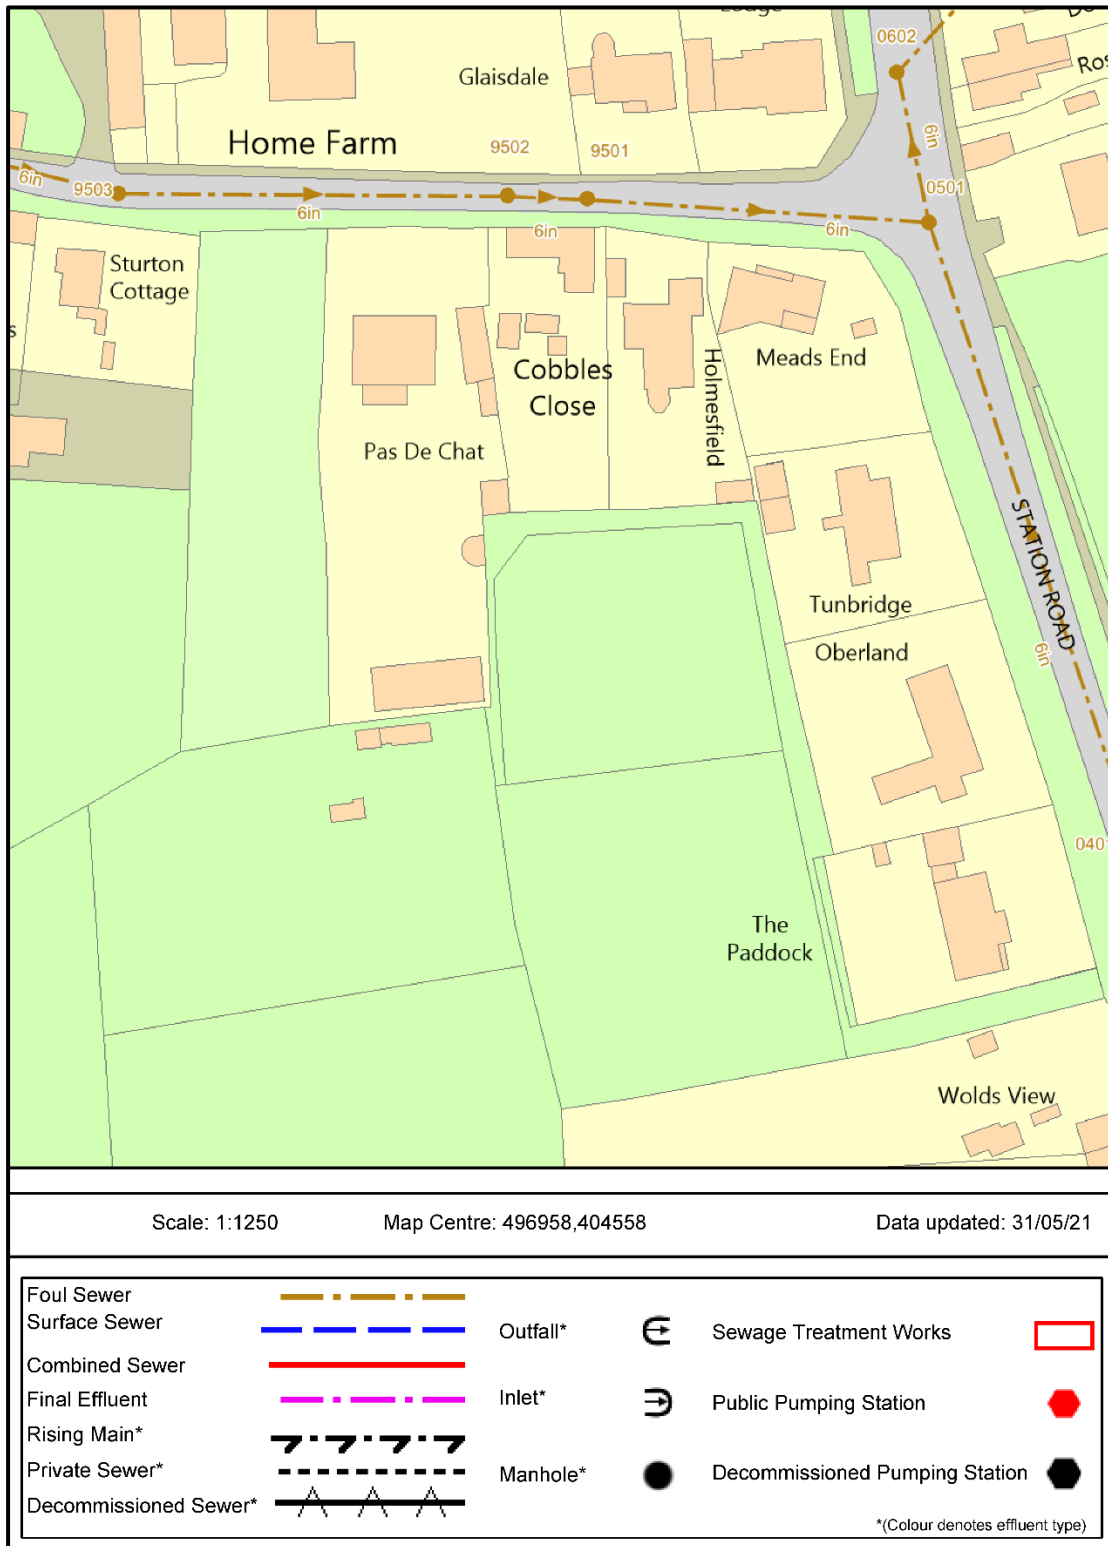 0602
Glaisdale
Home Farm
9502
9501
6in
6in
9503
0501
6in
6in
6in
Sturton
Cottage
Cobbles
Close
Holmesfield
Meads End
Pas De Chat
STATION ROAD
Tunbridge
Oberland
6in
The
Paddock
Wolds View
Scale: 1:1250
Map Centre: 496958,404558
Data updated: 31/05/21
Foul Sewer
Surface Sewer
Combined Sewer
Final Effluent
Rising Main*
Private Sewer*
Decommissioned Sewer*
Outfall*
Inlet*
Manhole*
Sewage Treatment Works
Public Pumping Station
Decommissioned Pumping Station
*(Colour denotes effluent type)